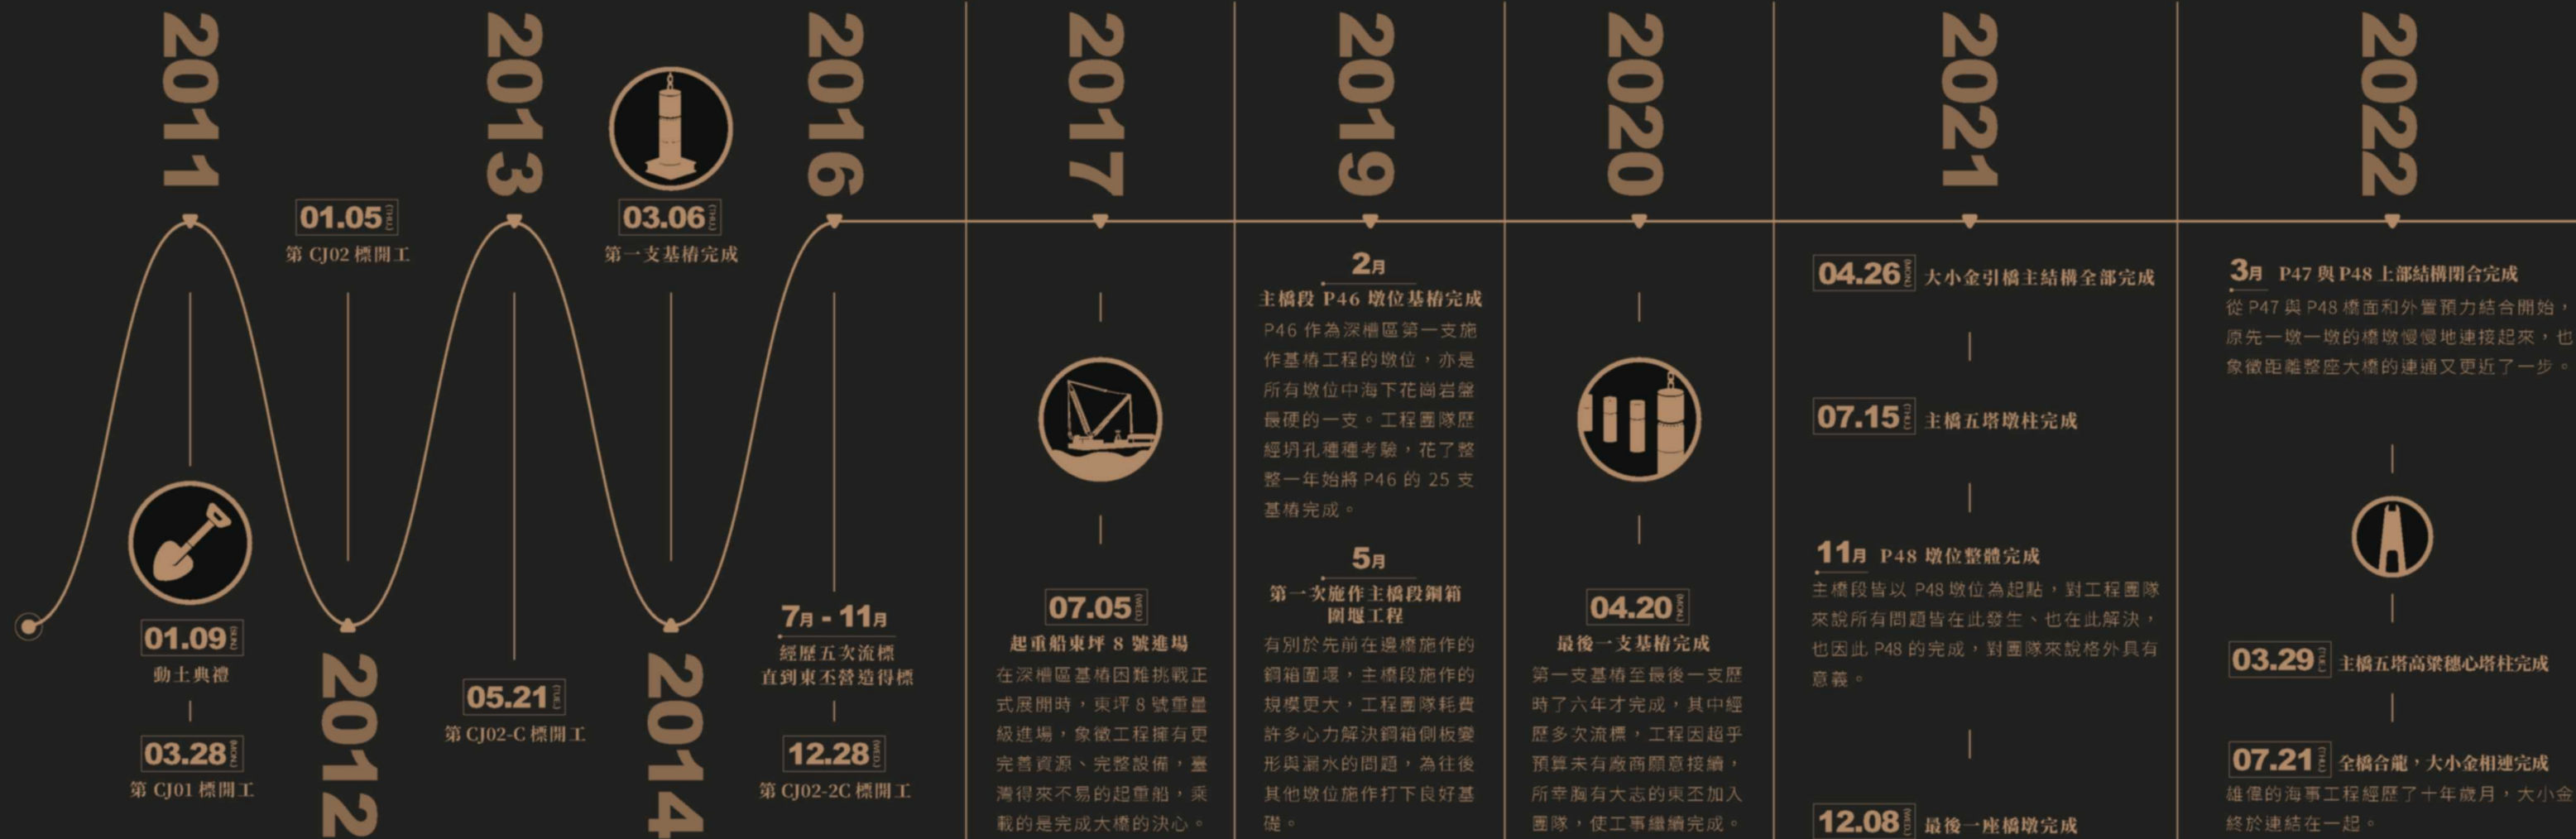 2011
01.09 (SUN.)
動土典禮
03.28 (MON.)
第 CJ01 標開工
2012
01.05 (THU.)
第 CJ02 標開工
2013
05.21 (TUE.)
第 CJ02-C 標開工
2014
03.06 (THU.)
第一支基樁完成
2016
7月 - 11月
經歷五次流標
直到東丕營造得標
12.28 (WED.)
第 CJ02-2C 標開工
2017
07.05 (WED.)
起重船東坪 8 號進場
在深槽區基樁困難挑戰正
式展開時，東坪 8 號重量
級進場，象徵工程擁有更
完善資源、完整設備，臺
灣得來不易的起重船，乘
載的是完成大橋的決心。
2019
2月
主橋段 P46 墩位基樁完成
P46 作為深槽區第一支施
作基樁工程的墩位，亦是
所有墩位中海下花崗岩盤
最硬的一支。工程團隊歷
經坍孔種種考驗，花了整
整一年始將 P46 的 25 支
基樁完成。
5月
第一次施作主橋段鋼箱
圍堰工程
有別於先前在邊橋施作的
鋼箱圍堰，主橋段施作的
規模更大，工程團隊耗費
許多心力解決鋼箱側板變
形與漏水的問題，為往後
其他墩位施作打下良好基
礎。
2020
04.20 (MON.)
最後一支基樁完成
第一支基樁至最後一支歷
時了六年才完成，其中經
歷多次流標，工程因超乎
預算未有廠商願意接續，
所幸胸有大志的東丕加入
團隊，使工事繼續完成。
2021
04.26 (MON.) 大小金引橋主結構全部完成
07.15 (THU.) 主橋五塔墩柱完成
11月 P48 墩位整體完成
主橋段皆以 P48 墩位為起點，對工程團隊
來說所有問題皆在此發生、也在此解決，
也因此 P48 的完成，對團隊來說格外具有
意義。
12.08 (WED.) 最後一座橋墩完成
2022
3月 P47 與 P48 上部結構閉合完成
從 P47 與 P48 橋面和外置預力結合開始，
原先一墩一墩的橋墩慢慢地連接起來，也
象徵距離整座大橋的連通又更近了一步。
03.29 (TUE.) 主橋五塔高粱穗心塔柱完成
07.21 (THU.) 全橋合龍，大小金相連完成
雄偉的海事工程經歷了十年歲月，大小金
終於連結在一起。